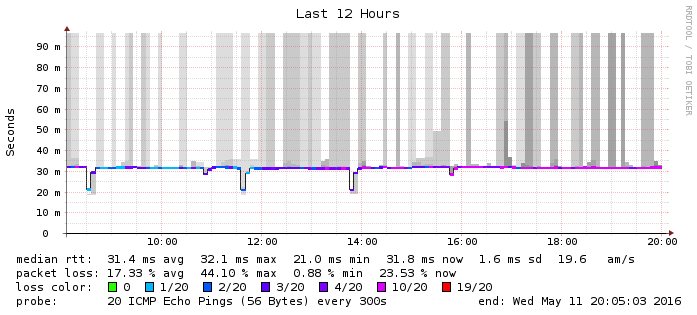 Last 12 Hours
RRDTOOL / TOBI OETIKER
Seconds
90 m
80 m
70 m
60 m
50 m
40 m
30 m
20 m
10 m
0
10:00 12:00 14:00 16:00 18:00 20:00
median rtt: 31.4 ms avg 32.1 ms max 21.0 ms min 31.8 ms now 1.6 ms sd 19.6 am/s
packet loss: 17.33 % avg 44.10 % max 0.88 % min 23.53 % now
loss color: 0 1/20 2/20 3/20 4/20 10/20 19/20
probe: 20 ICMP Echo Pings (56 Bytes) every 300s end: Wed May 11 20:05:03 2016